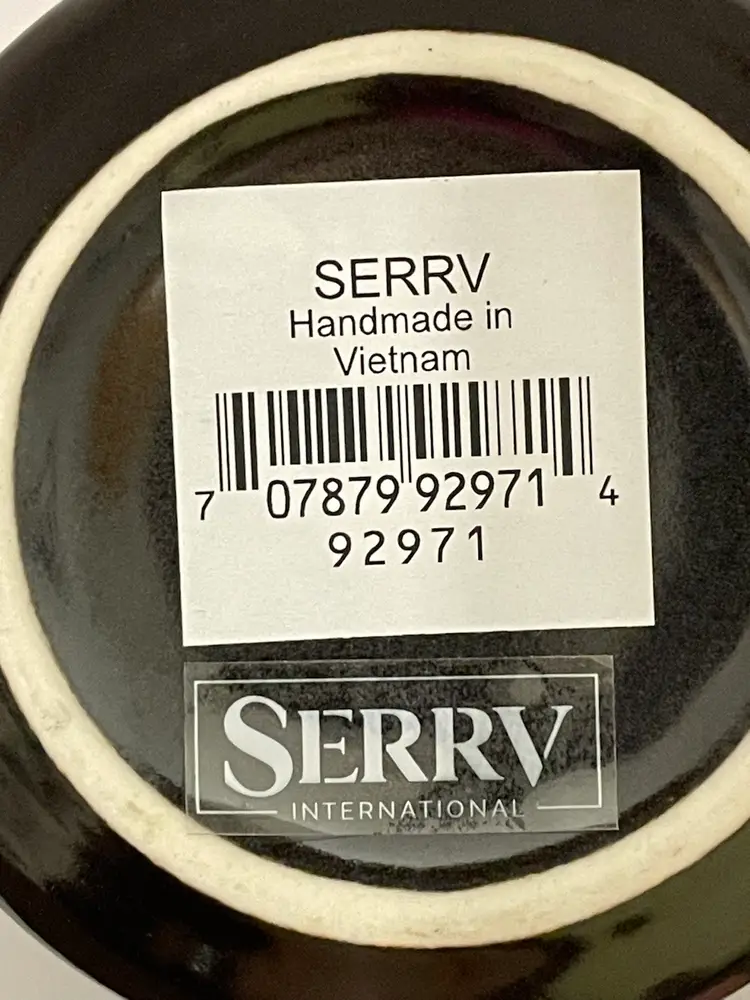 SERRV
Handmade in
Vietnam
7 07879 92971 4
92971
SERRV
INTERNATIONAL